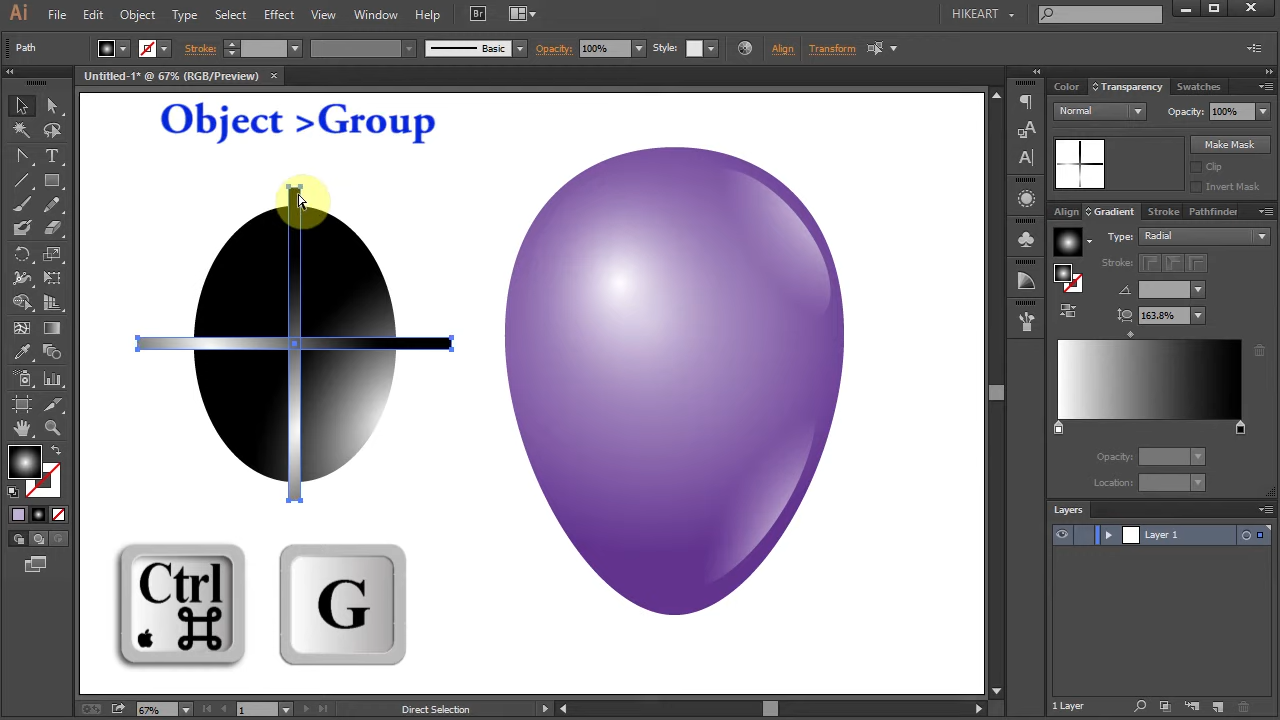 Ai File Edit Object Type Select Effect View Window Help Br HIKEART
Path Stroke: Basic Opacity: 100% Style: Align Transform
Untitled-1* @ 67% (RGB/Preview) ×
Object >Group
Ctrl
G
Color Transparency Swatches
Normal Opacity: 100%
Make Mask
Clip
Invert Mask
Align Gradient Stroke Pathfinder
Type: Radial
Stroke:
163.8%
Opacity:
Location:
Layers
Layer 1
1 Layer
67% 1 Direct Selection